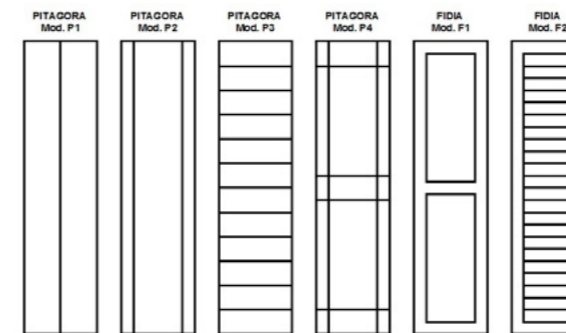 PITAGORA
Mod. P1
PITAGORA
Mod. P2
PITAGORA
Mod. P3
PITAGORA
Mod. P4
FIDIA
Mod. F1
FIDIA
Mod. F2